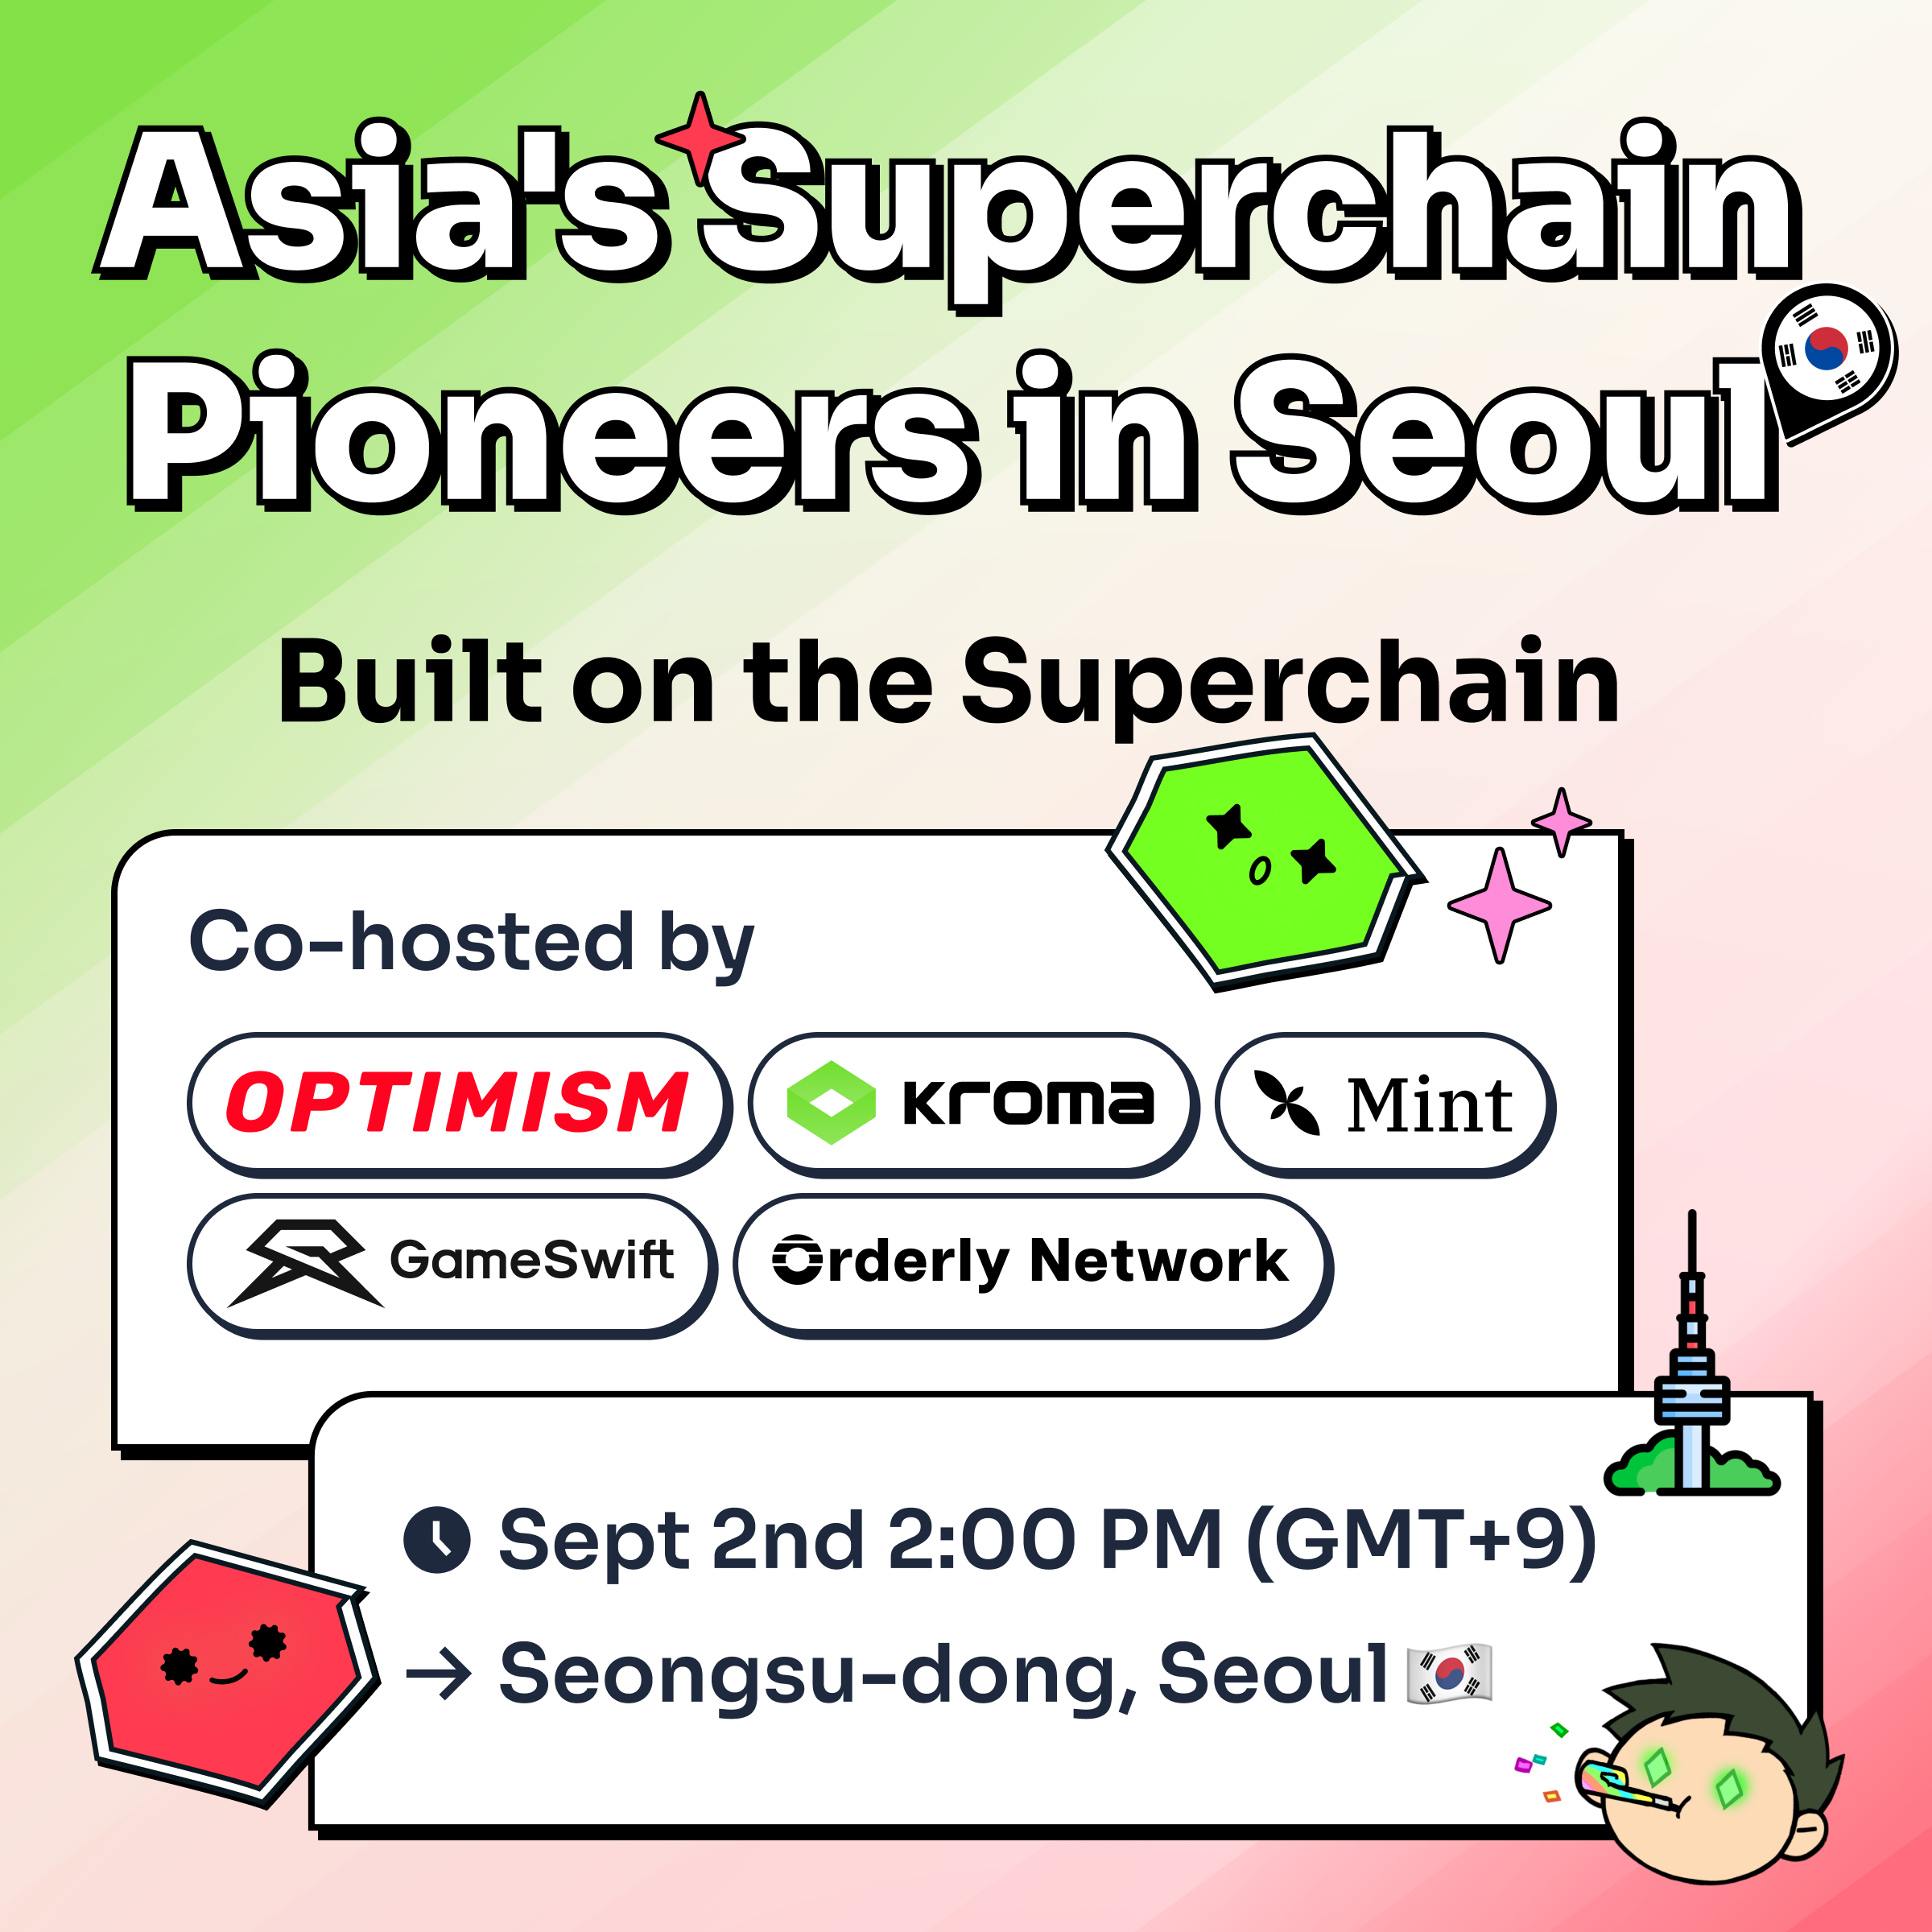 Asia's Superchain
Pioneers in Seoul
Built on the Superchain
Co-hosted by
OPTIMISM
kroma
Mint
GameSwift
Orderly Network
Sept 2nd 2:00 PM (GMT+9)
→ Seongsu-dong, Seoul 🇰🇷